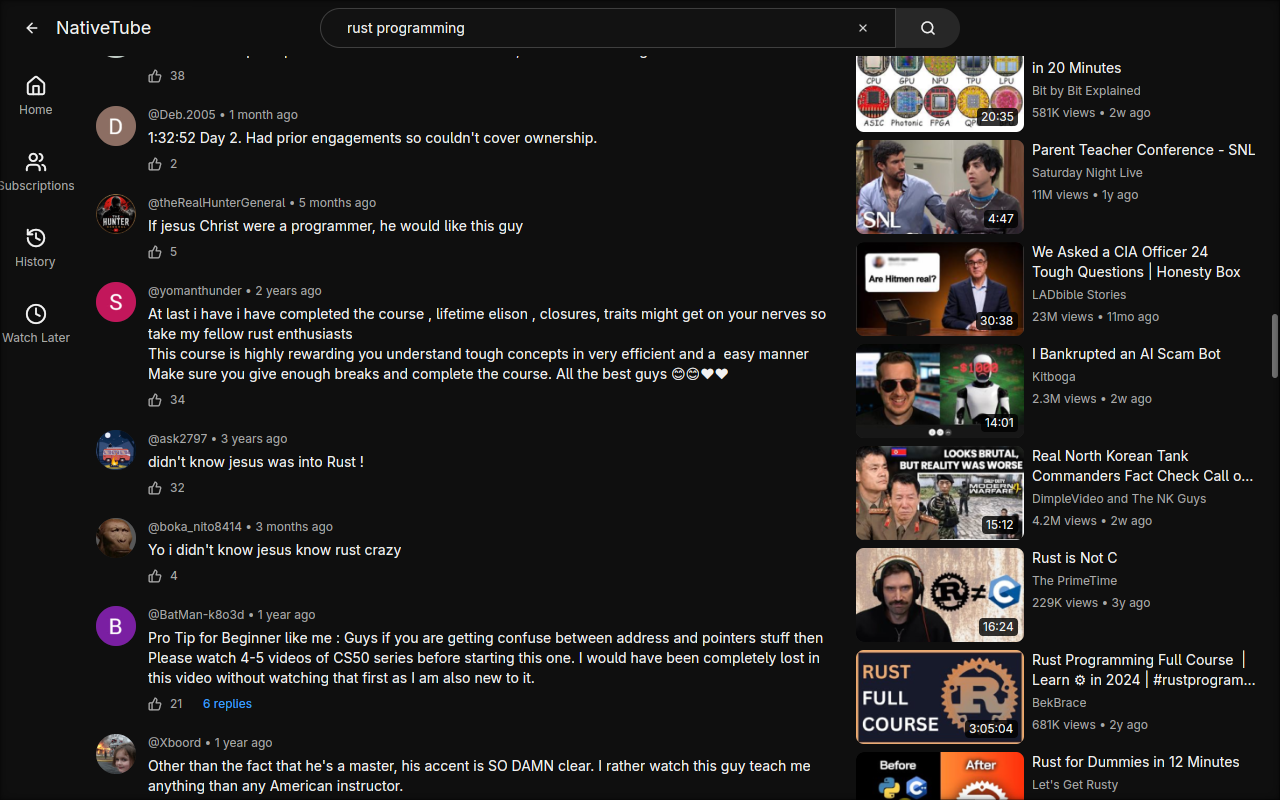 NativeTube
rust programming
Home
Subscriptions
History
Watch Later
38
D
@Deb.2005 • 1 month ago
1:32:52 Day 2. Had prior engagements so couldn't cover ownership.
2
THE
HUNTER
@theRealHunterGeneral • 5 months ago
If jesus Christ were a programmer, he would like this guy
5
S
@yomanthunder • 2 years ago
At last i have i have completed the course , lifetime elison , closures, traits might get on your nerves so
take my fellow rust enthusiasts
This course is highly rewarding you understand tough concepts in very efficient and a easy manner
Make sure you give enough breaks and complete the course. All the best guys 😊😊❤❤
34
@ask2797 • 3 years ago
didn't know jesus was into Rust !
32
@boka_nito8414 • 3 months ago
Yo i didn't know jesus know rust crazy
4
B
@BatMan-k8o3d • 1 year ago
Pro Tip for Beginner like me : Guys if you are getting confuse between address and pointers stuff then
Please watch 4-5 videos of CS50 series before starting this one. I would have been completely lost in
this video without watching that first as I am also new to it.
21 6 replies
@Xboord • 1 year ago
Other than the fact that he's a master, his accent is SO DAMN clear. I rather watch this guy teach me
anything than any American instructor.
CPU GPU NPU TPU LPU
ASIC Photonic FPGA
20:35
in 20 Minutes
Bit by Bit Explained
581K views • 2w ago
SNL
4:47
Parent Teacher Conference - SNL
Saturday Night Live
11M views • 1y ago
Are Hitmen real?
30:38
We Asked a CIA Officer 24
Tough Questions | Honesty Box
LADbible Stories
23M views • 11mo ago
14:01
I Bankrupted an AI Scam Bot
Kitboga
2.3M views • 2w ago
LOOKS BRUTAL,
BUT REALITY WAS WORSE
MODERN
WARFARE
15:12
Real North Korean Tank
Commanders Fact Check Call o...
DimpleVideo and The NK Guys
4.2M views • 2w ago
R ≠ C
16:24
Rust is Not C
The PrimeTime
229K views • 3y ago
RUST
FULL
COURSE
R
3:05:04
Rust Programming Full Course |
Learn ⚙ in 2024 | #rustprogram...
BekBrace
681K views • 2y ago
Before After
Rust for Dummies in 12 Minutes
Let's Get Rusty